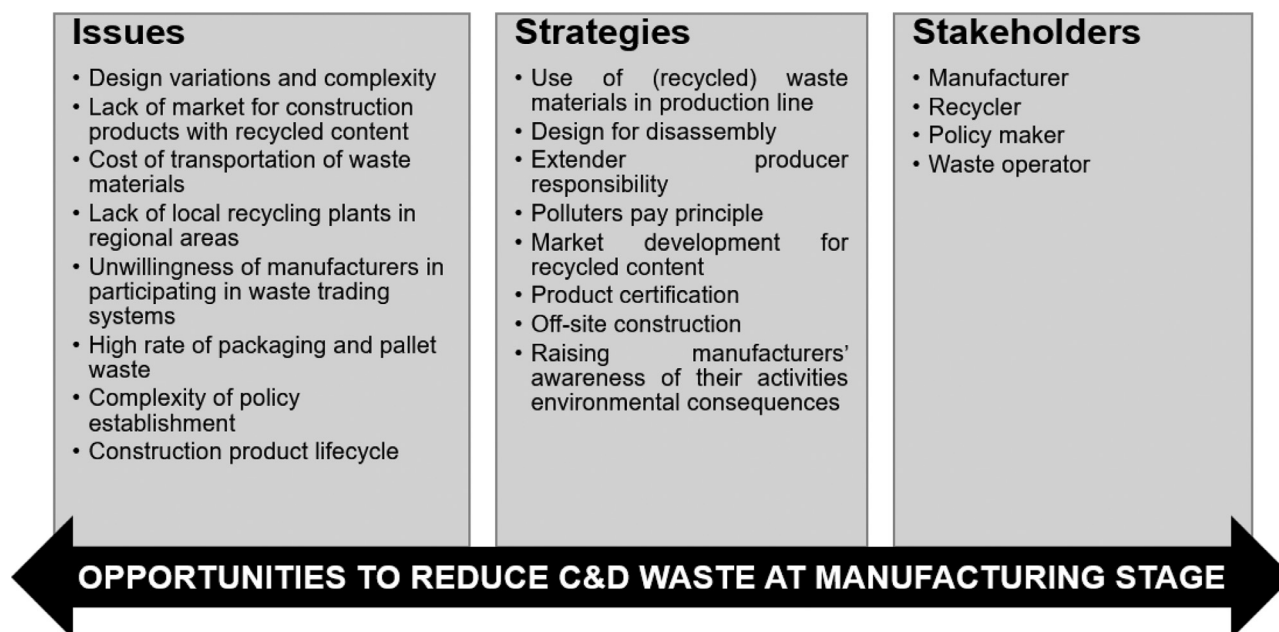 Issues
• Design variations and complexity
• Lack of market for construction
products with recycled content
• Cost of transportation of waste
materials
• Lack of local recycling plants in
regional areas
• Unwillingness of manufacturers in
participating in waste trading
systems
• High rate of packaging and pallet
waste
• Complexity of policy
establishment
• Construction product lifecycle
Strategies
• Use of (recycled) waste
materials in production line
• Design for disassembly
• Extender producer
responsibility
• Polluters pay principle
• Market development for
recycled content
• Product certification
• Off-site construction
• Raising manufacturers’
awareness of their activities
environmental consequences
Stakeholders
• Manufacturer
• Recycler
• Policy maker
• Waste operator
OPPORTUNITIES TO REDUCE C&D WASTE AT MANUFACTURING STAGE